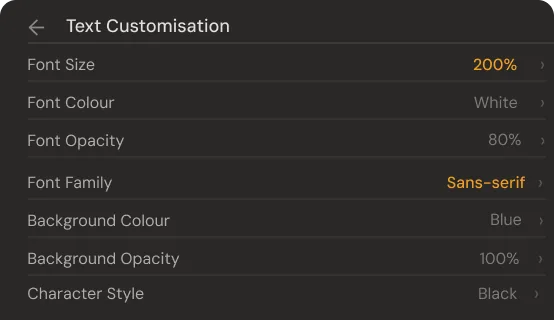 Text Customisation
Font Size 200%
Font Colour White
Font Opacity 80%
Font Family Sans-serif
Background Colour Blue
Background Opacity 100%
Character Style Black